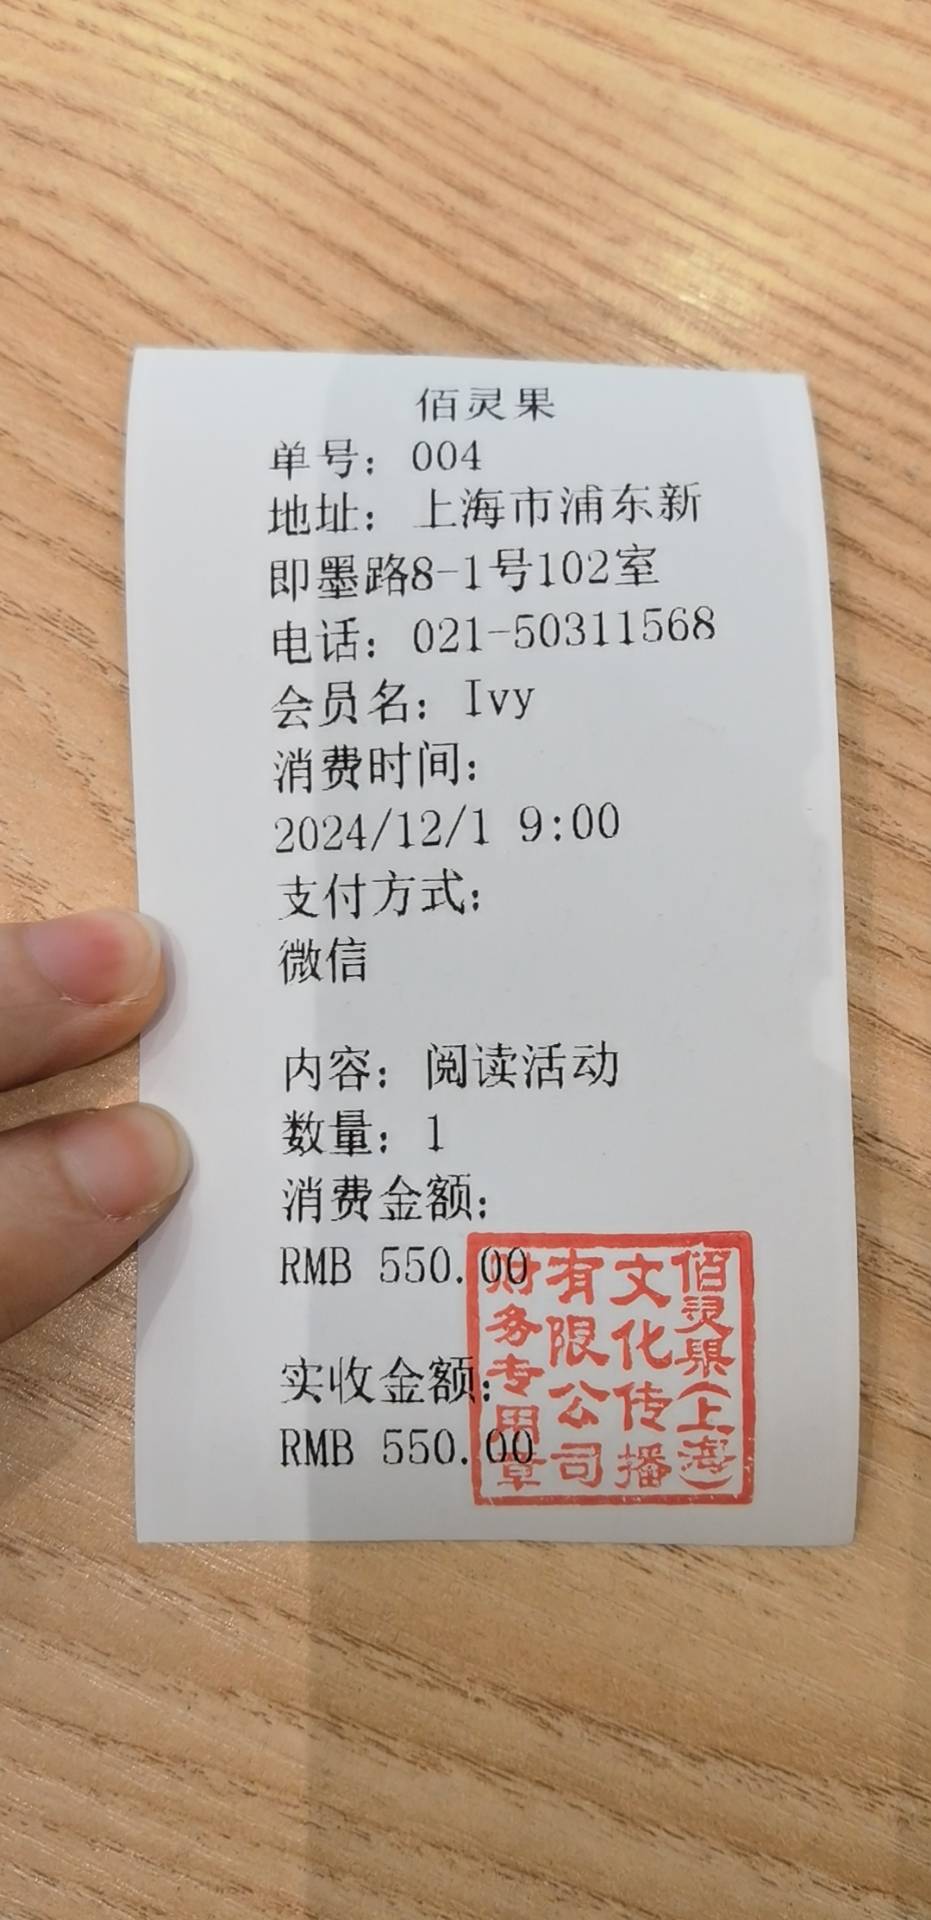 佰灵果
单号：004
地址：上海市浦东新
即墨路8-1号102室
电话：021-50311568
会员名：Ivy
消费时间：
2024/12/1 9:00
支付方式：
微信
内容：阅读活动
数量：1
消费金额：
RMB 550.00
实收金额：
RMB 550.00
佰灵果（上海）
文化传播
有限公司
财务专用章